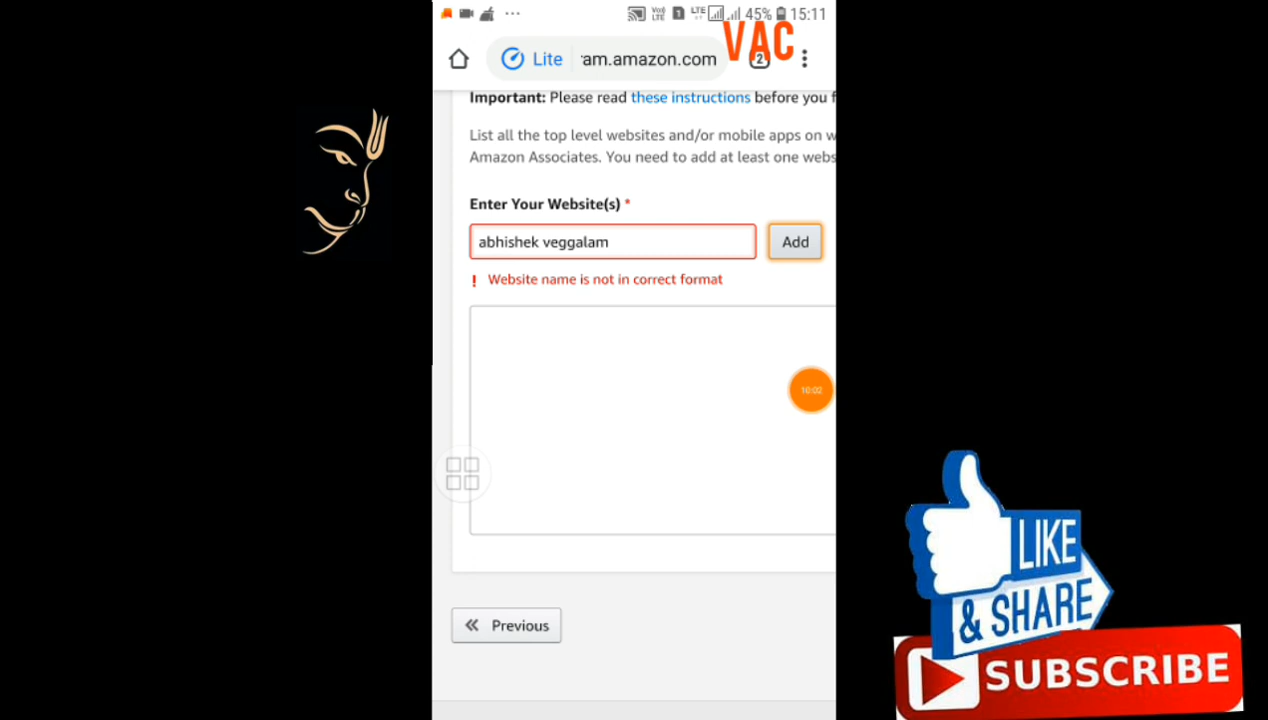 45% 15:11
VAC
Lite
am.amazon.com
2
Important: Please read these instructions before you f
List all the top level websites and/or mobile apps on w
Amazon Associates. You need to add at least one webs
Enter Your Website(s) *
abhishek veggalam
Add
! Website name is not in correct format
10:02
Previous
LIKE
& SHARE
SUBSCRIBE